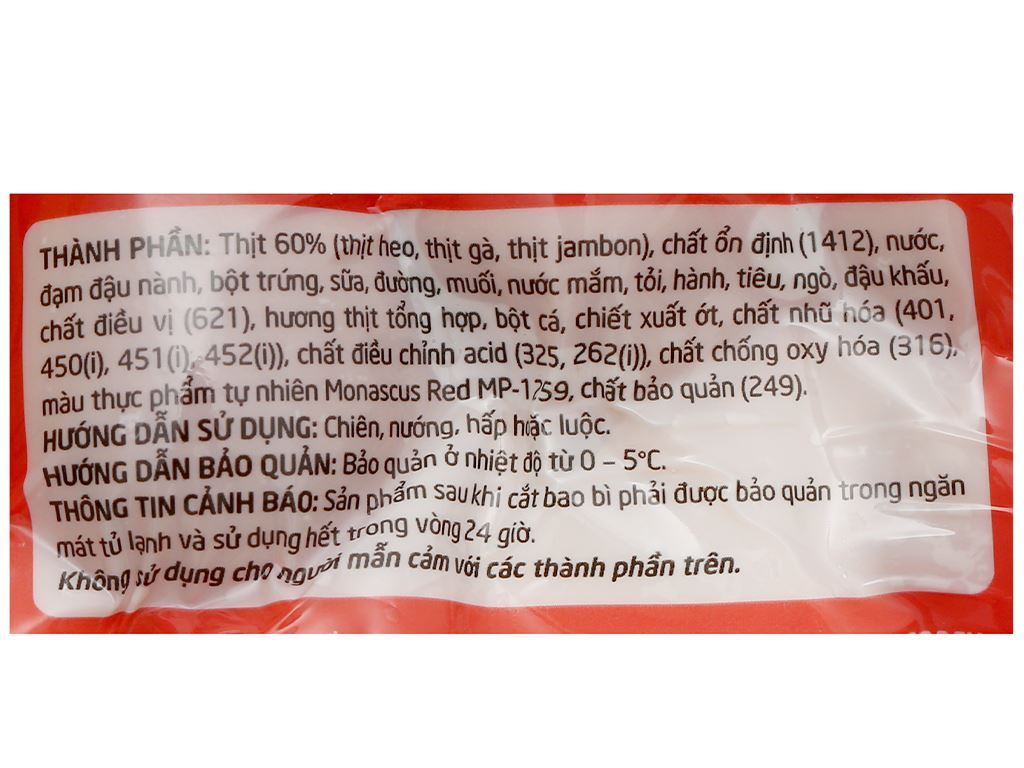 THÀNH PHẦN: Thịt 60% (thịt heo, thịt gà, thịt jambon), chất ổn định (1412), nước,
đạm đậu nành, bột trứng, sữa, đường, muối, nước mắm, tỏi, hành, tiêu, ngò, đậu khấu,
chất điều vị (621), hương thịt tổng hợp, bột cá, chiết xuất ớt, chất nhũ hóa (401,
450(i), 451(i), 452(i)), chất điều chỉnh acid (325, 262(i)), chất chống oxy hóa (316),
màu thực phẩm tự nhiên Monascus Red MP-1259, chất bảo quản (249).
HƯỚNG DẪN SỬ DỤNG: Chiên, nướng, hấp hoặc luộc.
HƯỚNG DẪN BẢO QUẢN: Bảo quản ở nhiệt độ từ 0 – 5°C.
THÔNG TIN CẢNH BÁO: Sản phẩm sau khi cắt bao bì phải được bảo quản trong ngăn
mát tủ lạnh và sử dụng hết trong vòng 24 giờ.
Không sử dụng cho người mẫn cảm với các thành phần trên.